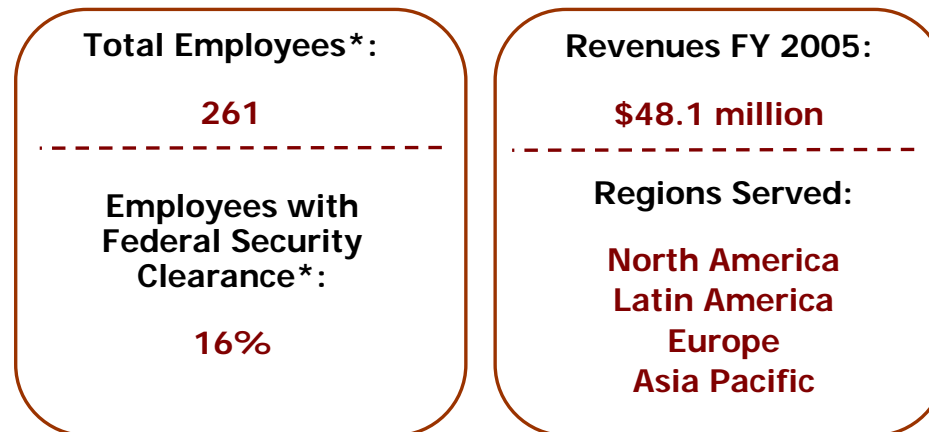 Total Employees*:
261
Employees with
Federal Security
Clearance*:
16%
Revenues FY 2005:
$48.1 million
Regions Served:
North America
Latin America
Europe
Asia Pacific